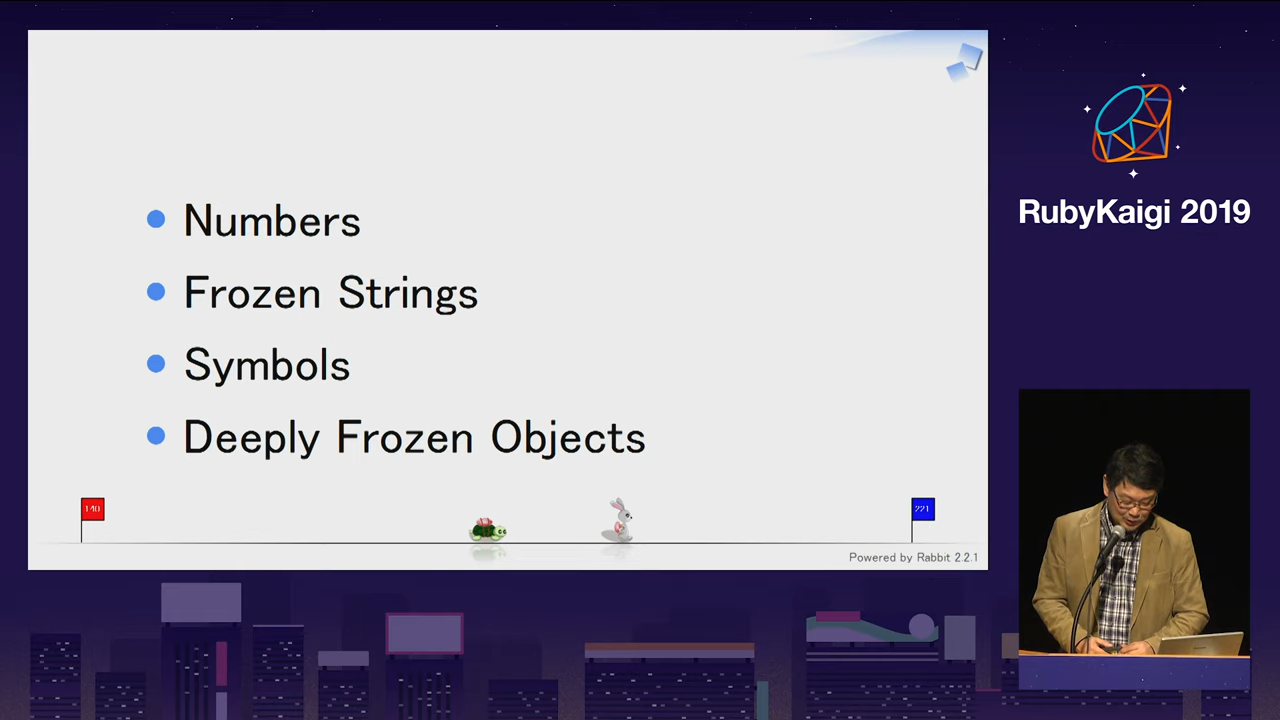 Numbers
Frozen Strings
Symbols
Deeply Frozen Objects
140
221
Powered by Rabbit 2.2.1
RubyKaigi 2019